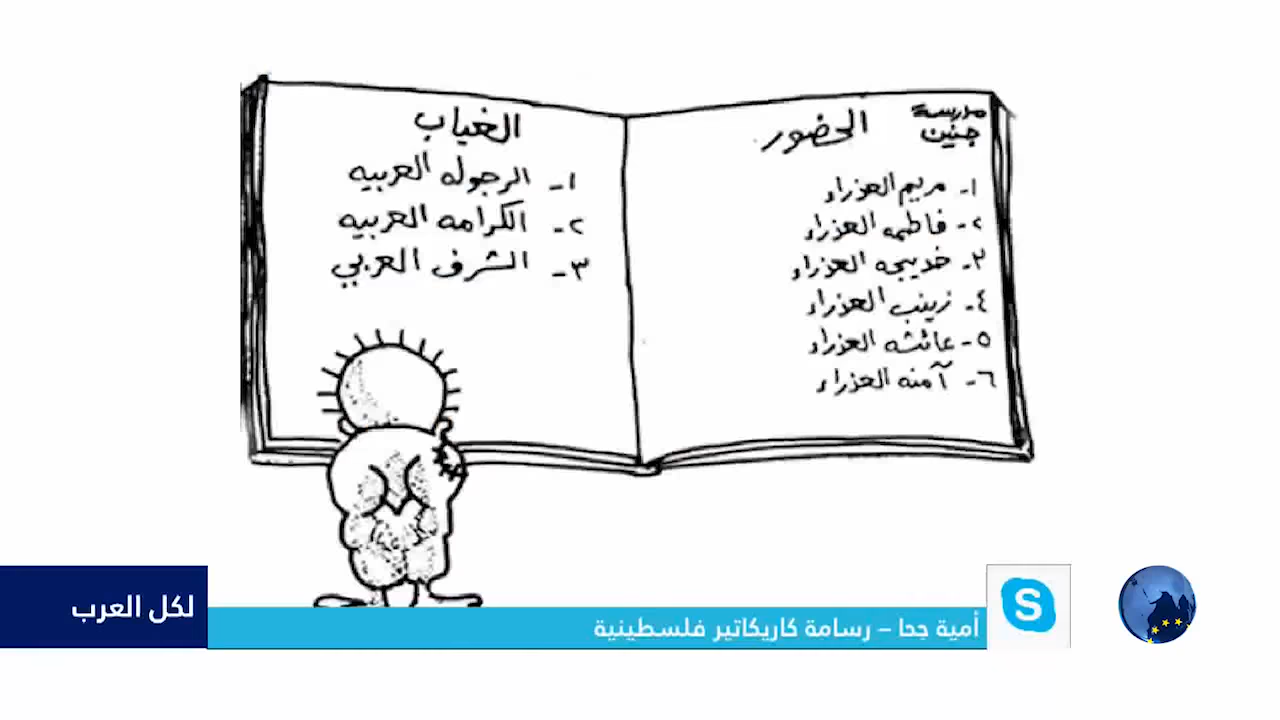 مدرسة
جنين
الحضور
١- مريم العذراء
٢- فاطمه العذراء
٣- خديجه العذراء
٤- زينب العذراء
٥- عائشه العذراء
٦- آمنه العذراء
الغياب
١- الرجوله العربيه
٢- الكرامه العربيه
٣- الشرف العربي
لكل العرب
أمية جحا – رسامة كاريكاتير فلسطينية
S